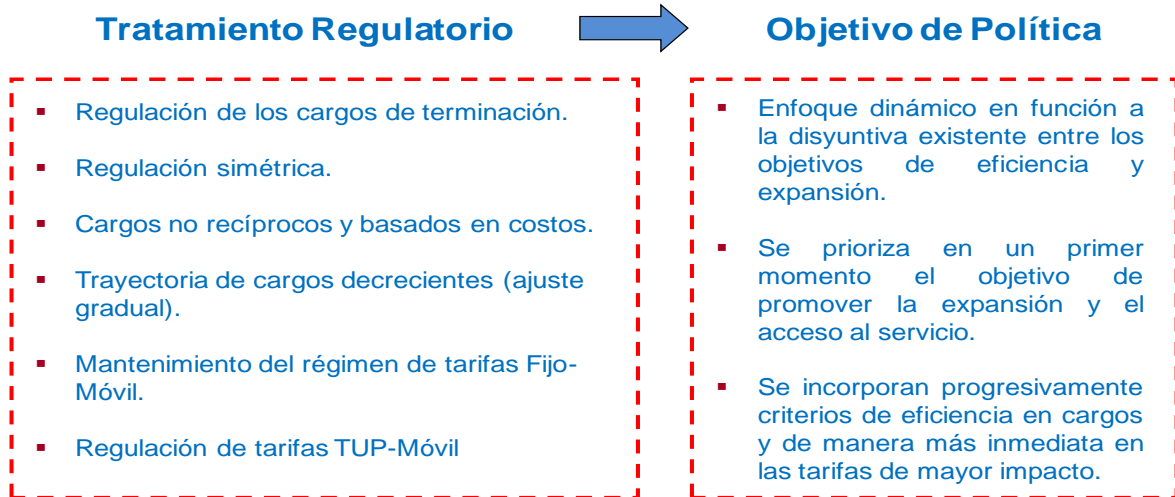 Tratamiento Regulatorio
Objetivo de Política
▪ Regulación de los cargos de terminación.
▪ Regulación simétrica.
▪ Cargos no recíprocos y basados en costos.
▪ Trayectoria de cargos decrecientes (ajuste
gradual).
▪ Mantenimiento del régimen de tarifas Fijo-
Móvil.
▪ Regulación de tarifas TUP-Móvil
▪ Enfoque dinámico en función a
la disyuntiva existente entre los
objetivos de eficiencia y
expansión.
▪ Se prioriza en un primer
momento el objetivo de
promover la expansión y el
acceso al servicio.
▪ Se incorporan progresivamente
criterios de eficiencia en cargos
y de manera más inmediata en
las tarifas de mayor impacto.